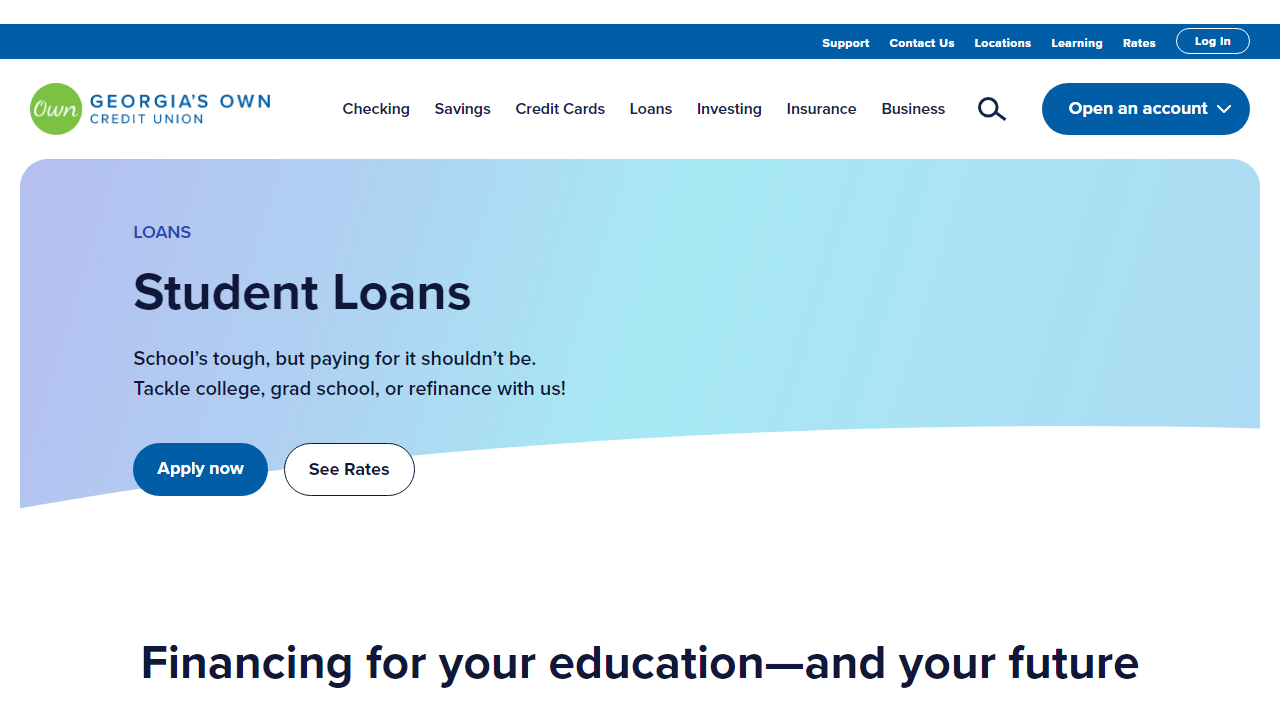 Support Contact Us Locations Learning Rates Log In
Own GEORGIA'S OWN
CREDIT UNION
Checking Savings Credit Cards Loans Investing Insurance Business Open an account
LOANS
Student Loans
School’s tough, but paying for it shouldn’t be.
Tackle college, grad school, or refinance with us!
Apply now See Rates
Financing for your education—and your future